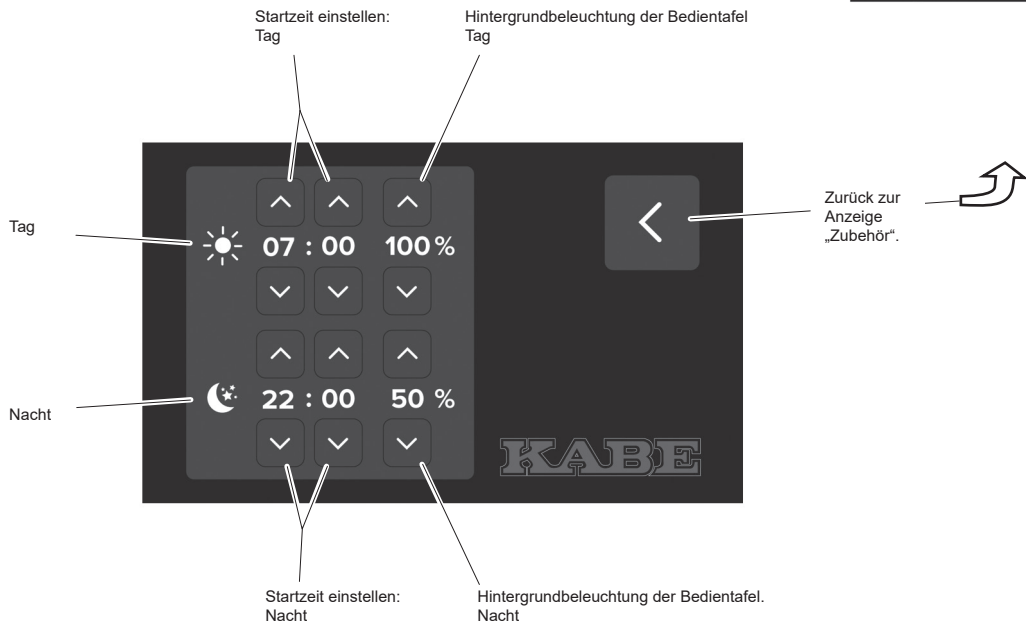 Startzeit einstellen:
Tag
Hintergrundbeleuchtung der Bedientafel
Tag
Tag
07 : 00 100 %
Zurück zur
Anzeige
„Zubehör“.
Nacht
22 : 00 50 %
KABE
Startzeit einstellen:
Nacht
Hintergrundbeleuchtung der Bedientafel.
Nacht